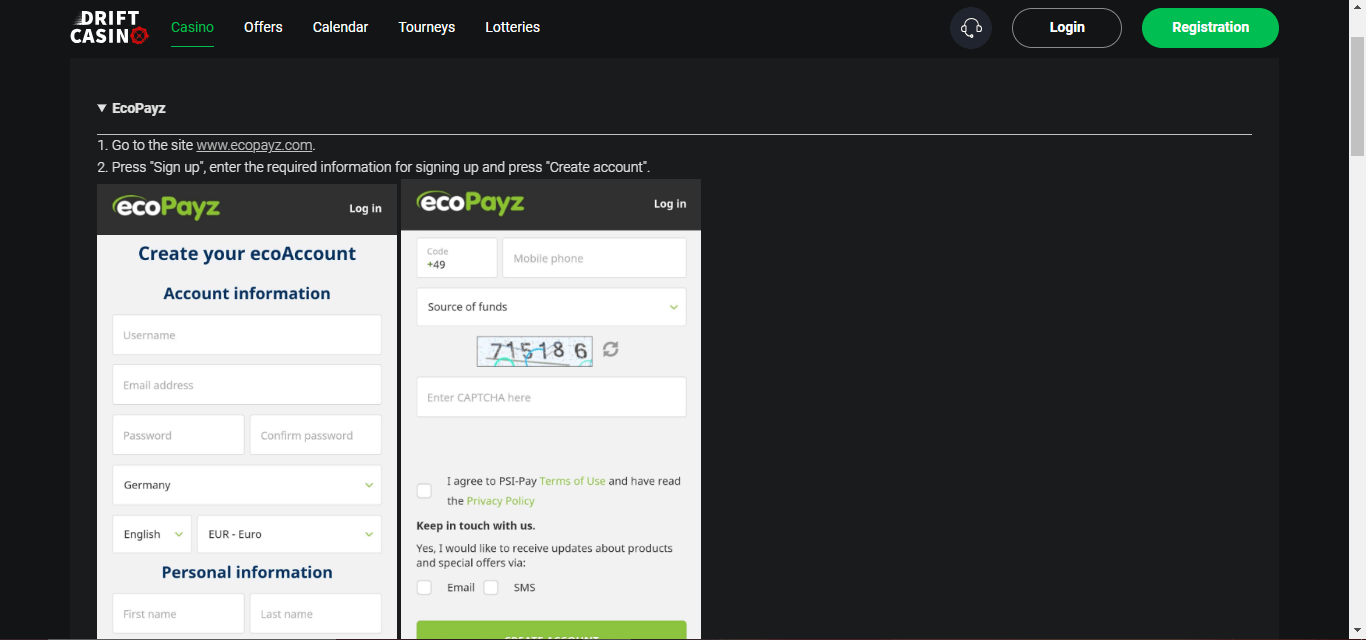 DRIFT CASINO
Casino Offers Calendar Tourneys Lotteries Login Registration
▼ EcoPayz
1. Go to the site www.ecopayz.com.
2. Press "Sign up", enter the required information for signing up and press "Create account".
ecoPayz Log in
Create your ecoAccount
Account information
Username
Email address
Password Confirm password
Germany
English EUR - Euro
Personal information
First name Last name
ecoPayz Log in
Code
+49 Mobile phone
Source of funds
715186
Enter CAPTCHA here
I agree to PSI-Pay Terms of Use and have read
the Privacy Policy
Keep in touch with us.
Yes, I would like to receive updates about products
and special offers via:
Email SMS
CREATE ACCOUNT